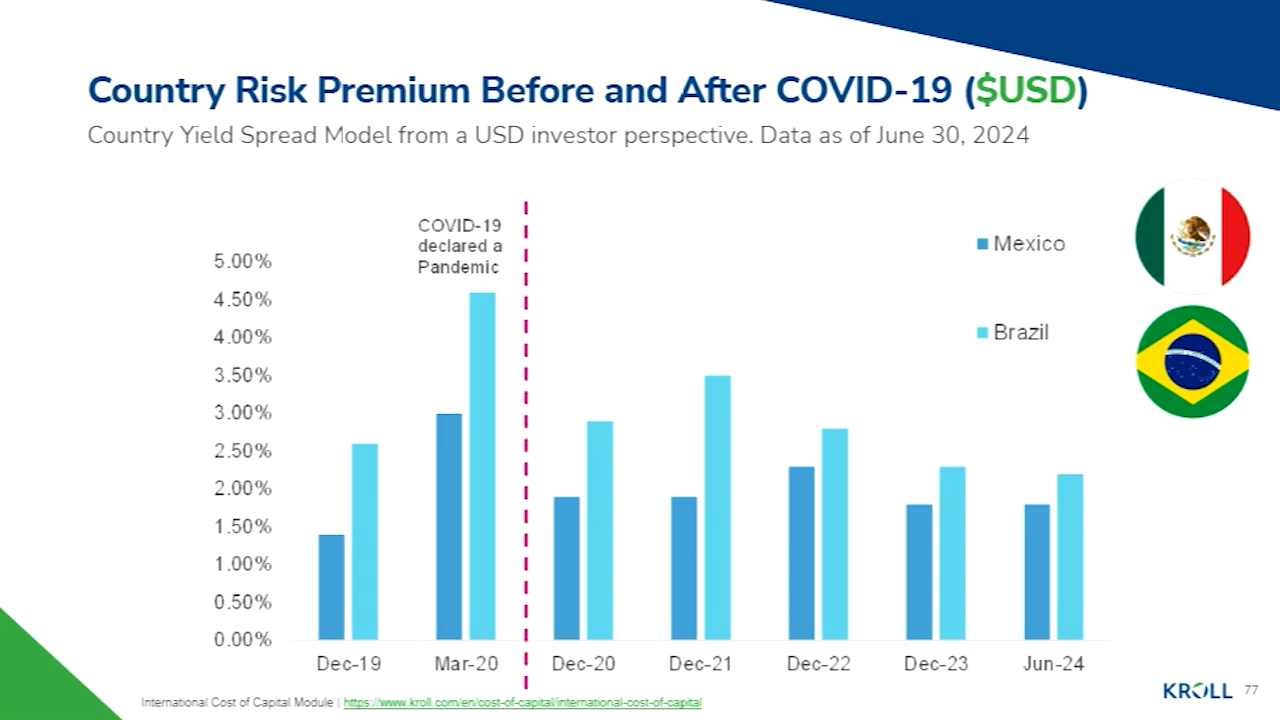 Country Risk Premium Before and After COVID-19 ($USD)
Country Yield Spread Model from a USD investor perspective. Data as of June 30, 2024
COVID-19
declared a
Pandemic
Mexico
Brazil
5.00%
4.50%
4.00%
3.50%
3.00%
2.50%
2.00%
1.50%
1.00%
0.50%
0.00%
Dec-19 Mar-20 Dec-20 Dec-21 Dec-22 Dec-23 Jun-24
International Cost of Capital Module | https://www.kroll.com/en/cost-of-capital/international-cost-of-capital
KROLL 77